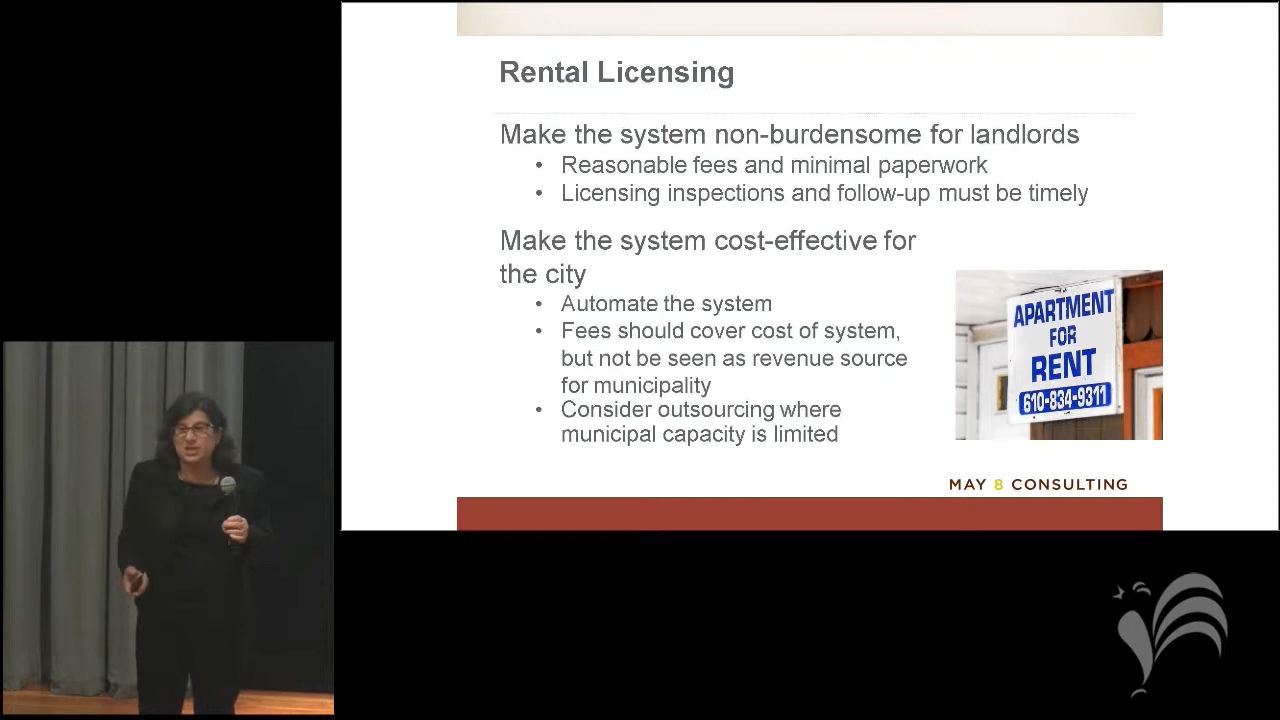 Rental Licensing
Make the system non-burdensome for landlords
• Reasonable fees and minimal paperwork
• Licensing inspections and follow-up must be timely
Make the system cost-effective for
the city
• Automate the system
• Fees should cover cost of system,
but not be seen as revenue source
for municipality
• Consider outsourcing where
municipal capacity is limited
APARTMENT
FOR
RENT
610-834-9311
MAY 8 CONSULTING